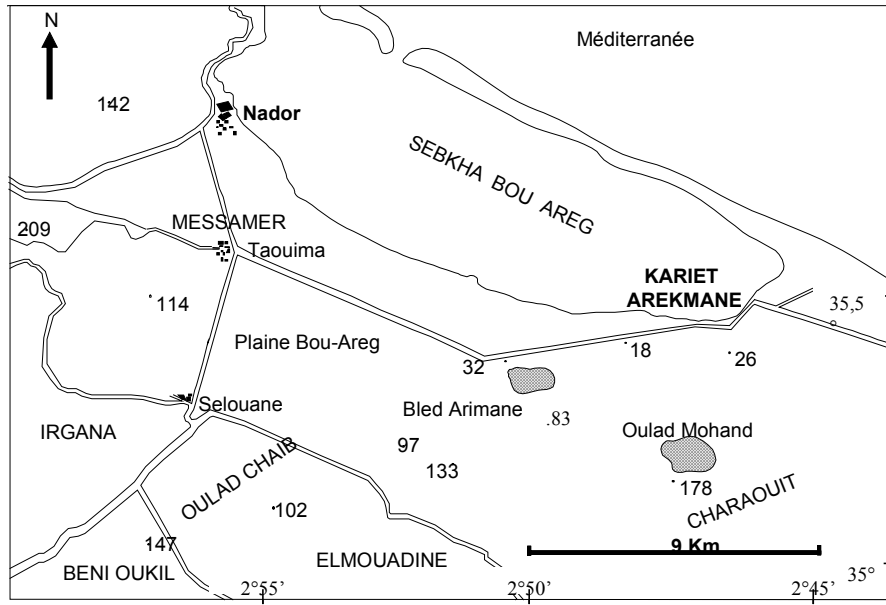 N
Méditerranée
142
Nador
SEBKHA BOU AREG
MESSAMER
209
Taouima
KARIET
AREKMANE
114
35,5
Plaine Bou-Areg
18
26
32
Selouane
Bled Arimane
.83
IRGANA
Oulad Mohand
97
OULAD CHAIB
133
178
CHARAOUIT
102
147
9 Km
ELMOUADINE
BENI OUKIL
35°
2°55’
2°50’
2°45’